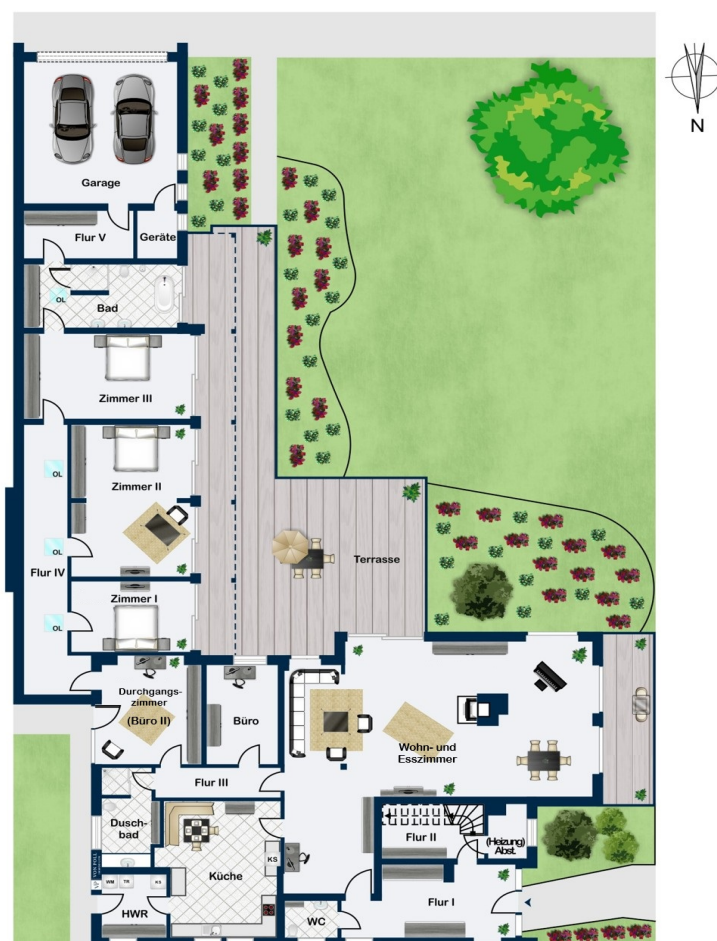 N
Garage
Flur V
Geräte
OL
Bad
Zimmer III
OL
Zimmer II
OL
Flur IV
Terrasse
Zimmer I
OL
Durchgangs-
zimmer
(Büro II)
Büro
Wohn- und
Esszimmer
Flur III
Dusch-
bad
Flur II
(Heizung)
Abst.
KS
Küche
VON POLL
WM TR KS
HWR
WC
Flur I